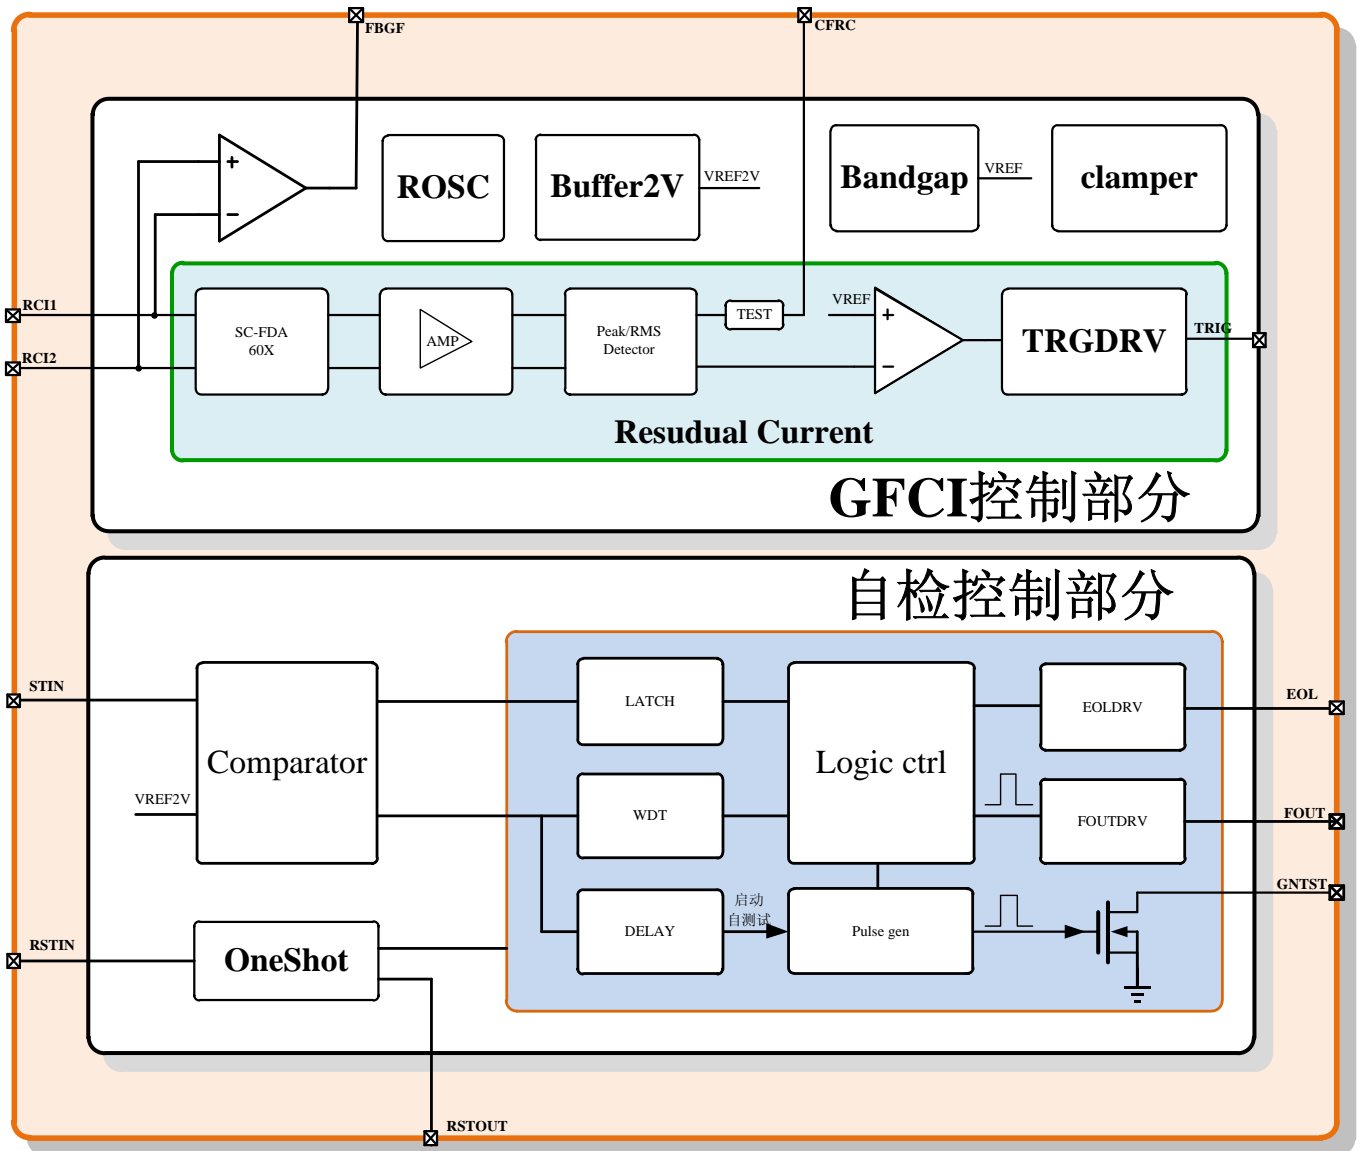 FBGF
CFRC
+
−
ROSC
Buffer2V
VREF2V
Bandgap
VREF
clamper
RCI1
RCI2
SC-FDA
60X
AMP
Peak/RMS
Detector
TEST
VREF
+
−
TRGDRV
TRIG
Resudual Current
GFCI控制部分
自检控制部分
STIN
VREF2V
Comparator
LATCH
Logic ctrl
EOLDRV
EOL
WDT
FOUTDRV
FOUT
GNTST
DELAY
启动
自测试
Pulse gen
RSTIN
OneShot
RSTOUT